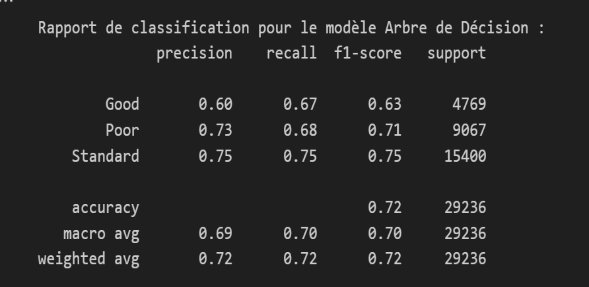 Rapport de classification pour le modèle Arbre de Décision :
precision recall f1-score support
Good 0.60 0.67 0.63 4769
Poor 0.73 0.68 0.71 9067
Standard 0.75 0.75 0.75 15400
accuracy 0.72 29236
macro avg 0.69 0.70 0.70 29236
weighted avg 0.72 0.72 0.72 29236